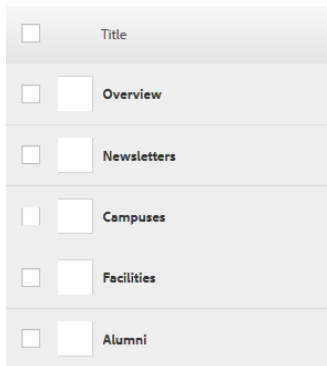 Title
Overview
Newsletters
Campuses
Facilities
Alumni